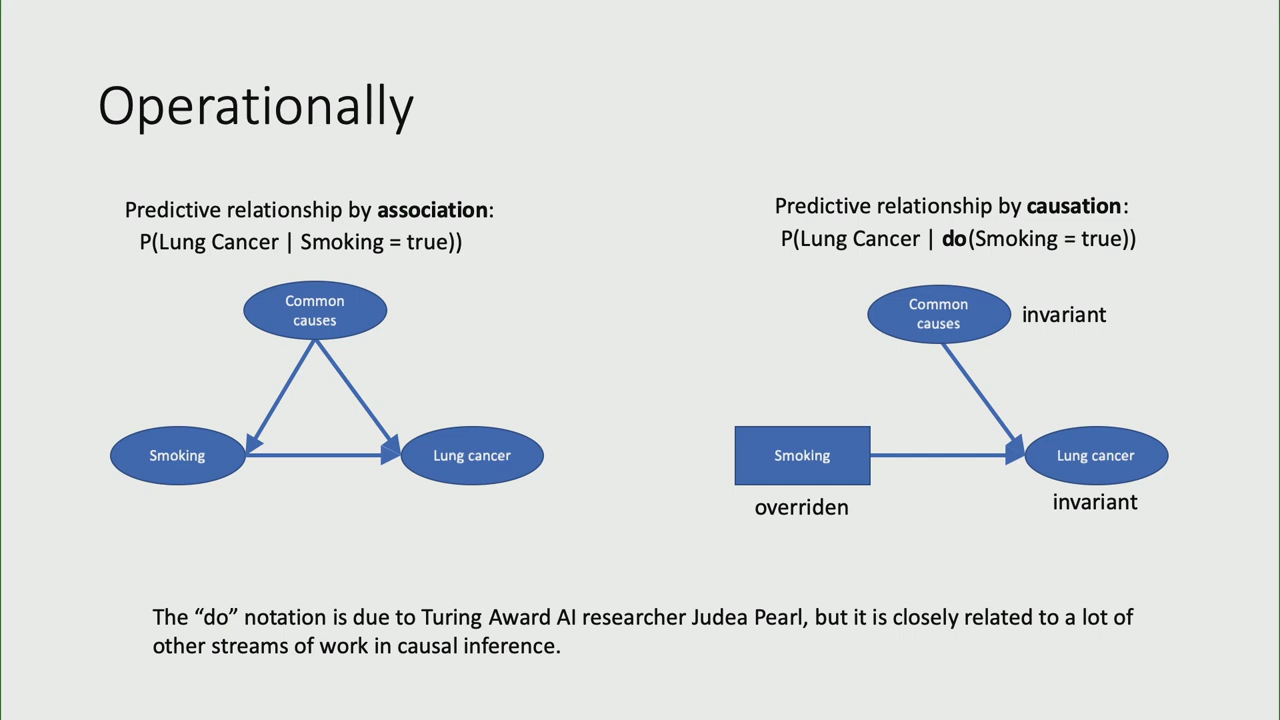 Operationally
Predictive relationship by association:
P(Lung Cancer | Smoking = true))
Common
causes
Smoking
Lung cancer
Predictive relationship by causation:
P(Lung Cancer | do(Smoking = true))
Common
causes
invariant
Smoking
Lung cancer
overriden
invariant
The “do” notation is due to Turing Award AI researcher Judea Pearl, but it is closely related to a lot of
other streams of work in causal inference.